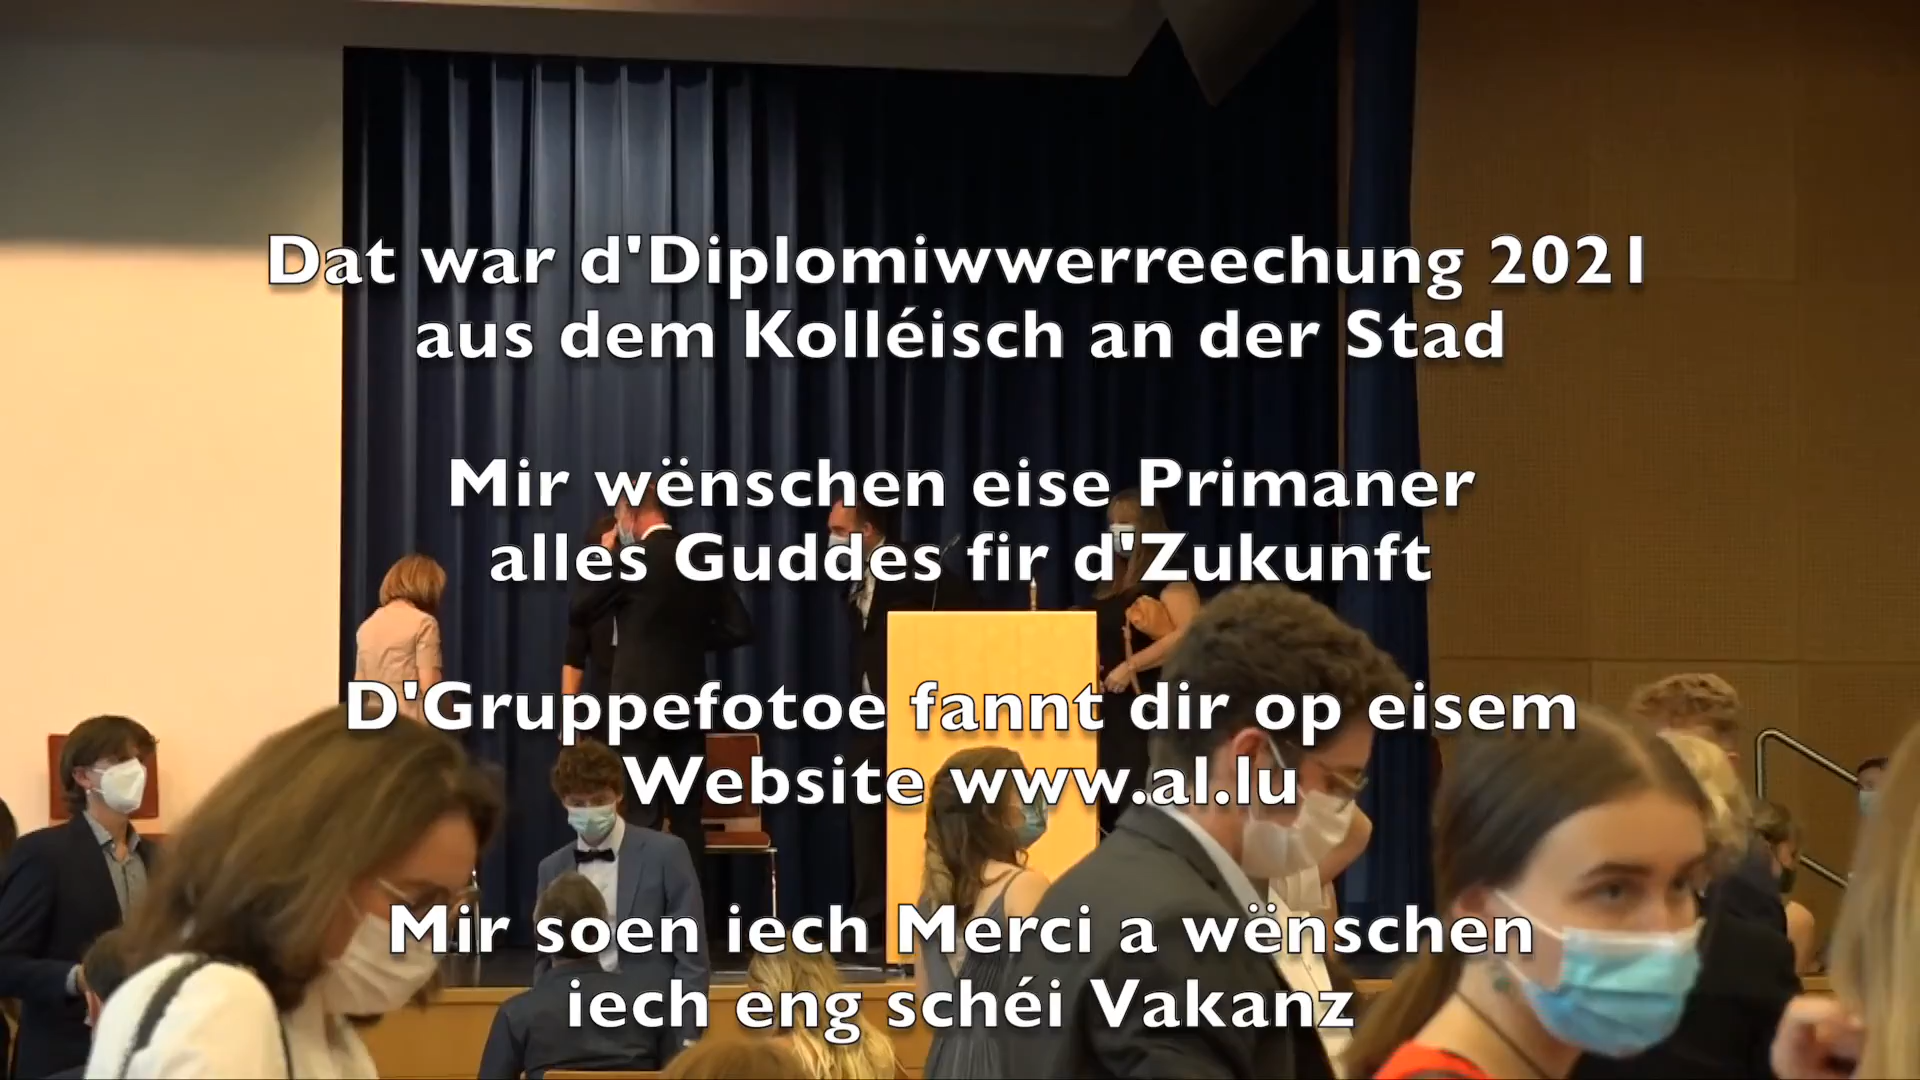 Dat war d'Diplomiwwerreechung 2021
aus dem Kolléisch an der Stad
Mir wënschen eise Primaner
alles Guddes fir d'Zukunft
D'Gruppefotoe fannt dir op eisem
Website www.al.lu
Mir soen iech Merci a wënschen
iech eng schéi Vakanz